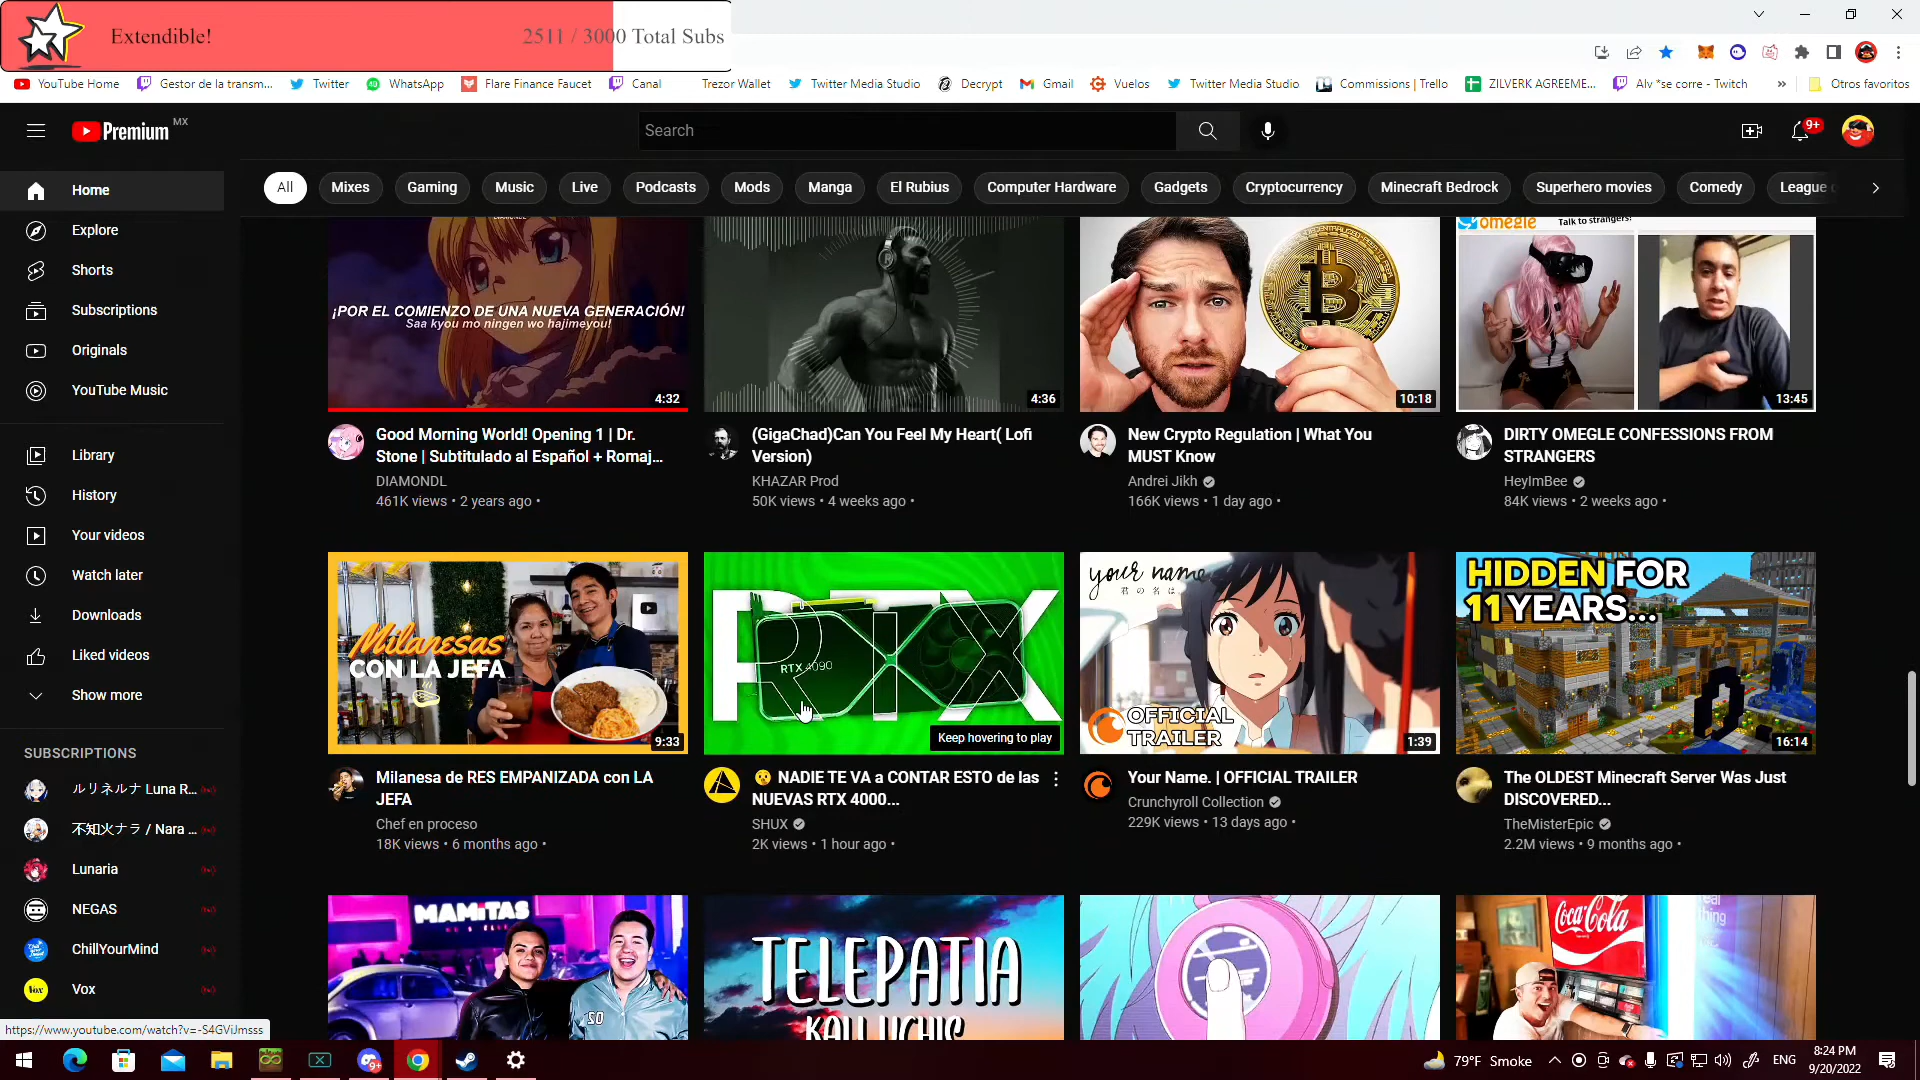 Extendible!
2511 / 3000 Total Subs
YouTube Home
Gestor de la transm...
Twitter
WhatsApp
Flare Finance Faucet
Canal
Trezor Wallet
Twitter Media Studio
Decrypt
Gmail
Vuelos
Twitter Media Studio
Commissions | Trello
ZILVERK AGREEME...
Alv *se corre - Twitch
»
Otros favoritos
Premium MX
Search
9+
All
Mixes
Gaming
Music
Live
Podcasts
Mods
Manga
El Rubius
Computer Hardware
Gadgets
Cryptocurrency
Minecraft Bedrock
Superhero movies
Comedy
League
Home
Explore
Shorts
Subscriptions
Originals
YouTube Music
Library
History
Your videos
Watch later
Downloads
Liked videos
Show more
SUBSCRIPTIONS
ルリネルナ Luna R...
不知火ナラ / Nara ...
Lunaria
NEGAS
ChillYourMind
Vox
¡POR EL COMIENZO DE UNA NUEVA GENERACIÓN!
Saa kyou mo ningen wo hajimeyou!
4:32
4:36
10:18
omegle
Talk to strangers!
13:45
Good Morning World! Opening 1 | Dr.
Stone | Subtitulado al Español + Romaj...
DIAMONDL
461K views • 2 years ago •
(GigaChad)Can You Feel My Heart( Lofi
Version)
KHAZAR Prod
50K views • 4 weeks ago •
New Crypto Regulation | What You
MUST Know
Andrei Jikh
166K views • 1 day ago •
DIRTY OMEGLE CONFESSIONS FROM
STRANGERS
HeyImBee
84K views • 2 weeks ago •
Milanesas
CON LA JEFA
9:33
RTX
RTX 4090
Keep hovering to play
your name.
君の名は
OFFICIAL
TRAILER
1:39
HIDDEN FOR
11 YEARS...
16:14
Milanesa de RES EMPANIZADA con LA
JEFA
Chef en proceso
18K views • 6 months ago •
🤫 NADIE TE VA a CONTAR ESTO de las
NUEVAS RTX 4000...
SHUX
2K views • 1 hour ago •
Your Name. | OFFICIAL TRAILER
Crunchyroll Collection
229K views • 13 days ago •
The OLDEST Minecraft Server Was Just
DISCOVERED...
TheMisterEpic
2.2M views • 9 months ago •
MAMITAS
TELEPATIA
KALI UCHIS
Coca-Cola
https://www.youtube.com/watch?v=-S4GViJmsss
9+
79°F Smoke
ENG
8:24 PM
9/20/2022